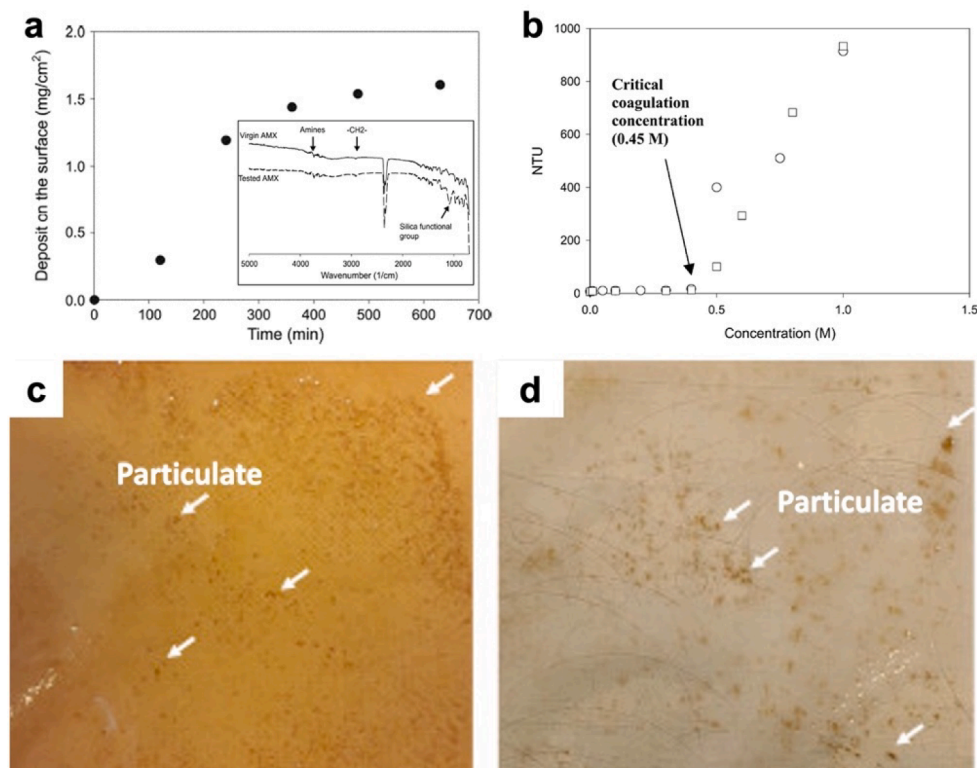 a
2.0
1.5
1.0
0.5
0.0
Deposit on the surface (mg/cm²)
Virgin AMX
Amines
-CH2-
Tested AMX
Silica functional
group
5000 4000 3000 2000 1000
Wavenumber (1/cm)
0 100 200 300 400 500 600 700
Time (min)
b
1000
800
600
400
200
0
NTU
Critical
coagulation
concentration
(0.45 M)
0.0 0.5 1.0 1.5
Concentration (M)
c
Particulate
d
Particulate